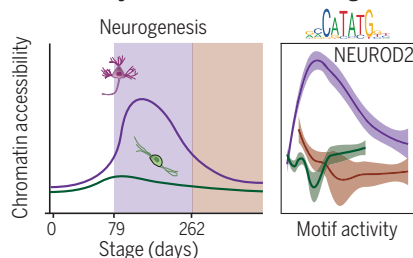 Neurogenesis
CATATG
NEUROD2
Chromatin accessibility
0 79 262
Stage (days)
Motif activity